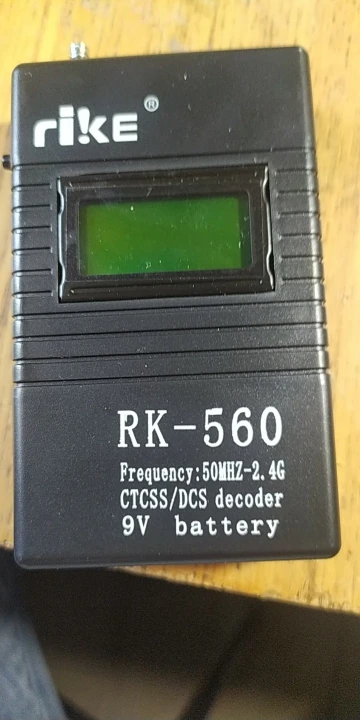 rike ®
RK-560
Frequency:50MHZ-2.4G
CTCSS/DCS decoder
9V battery